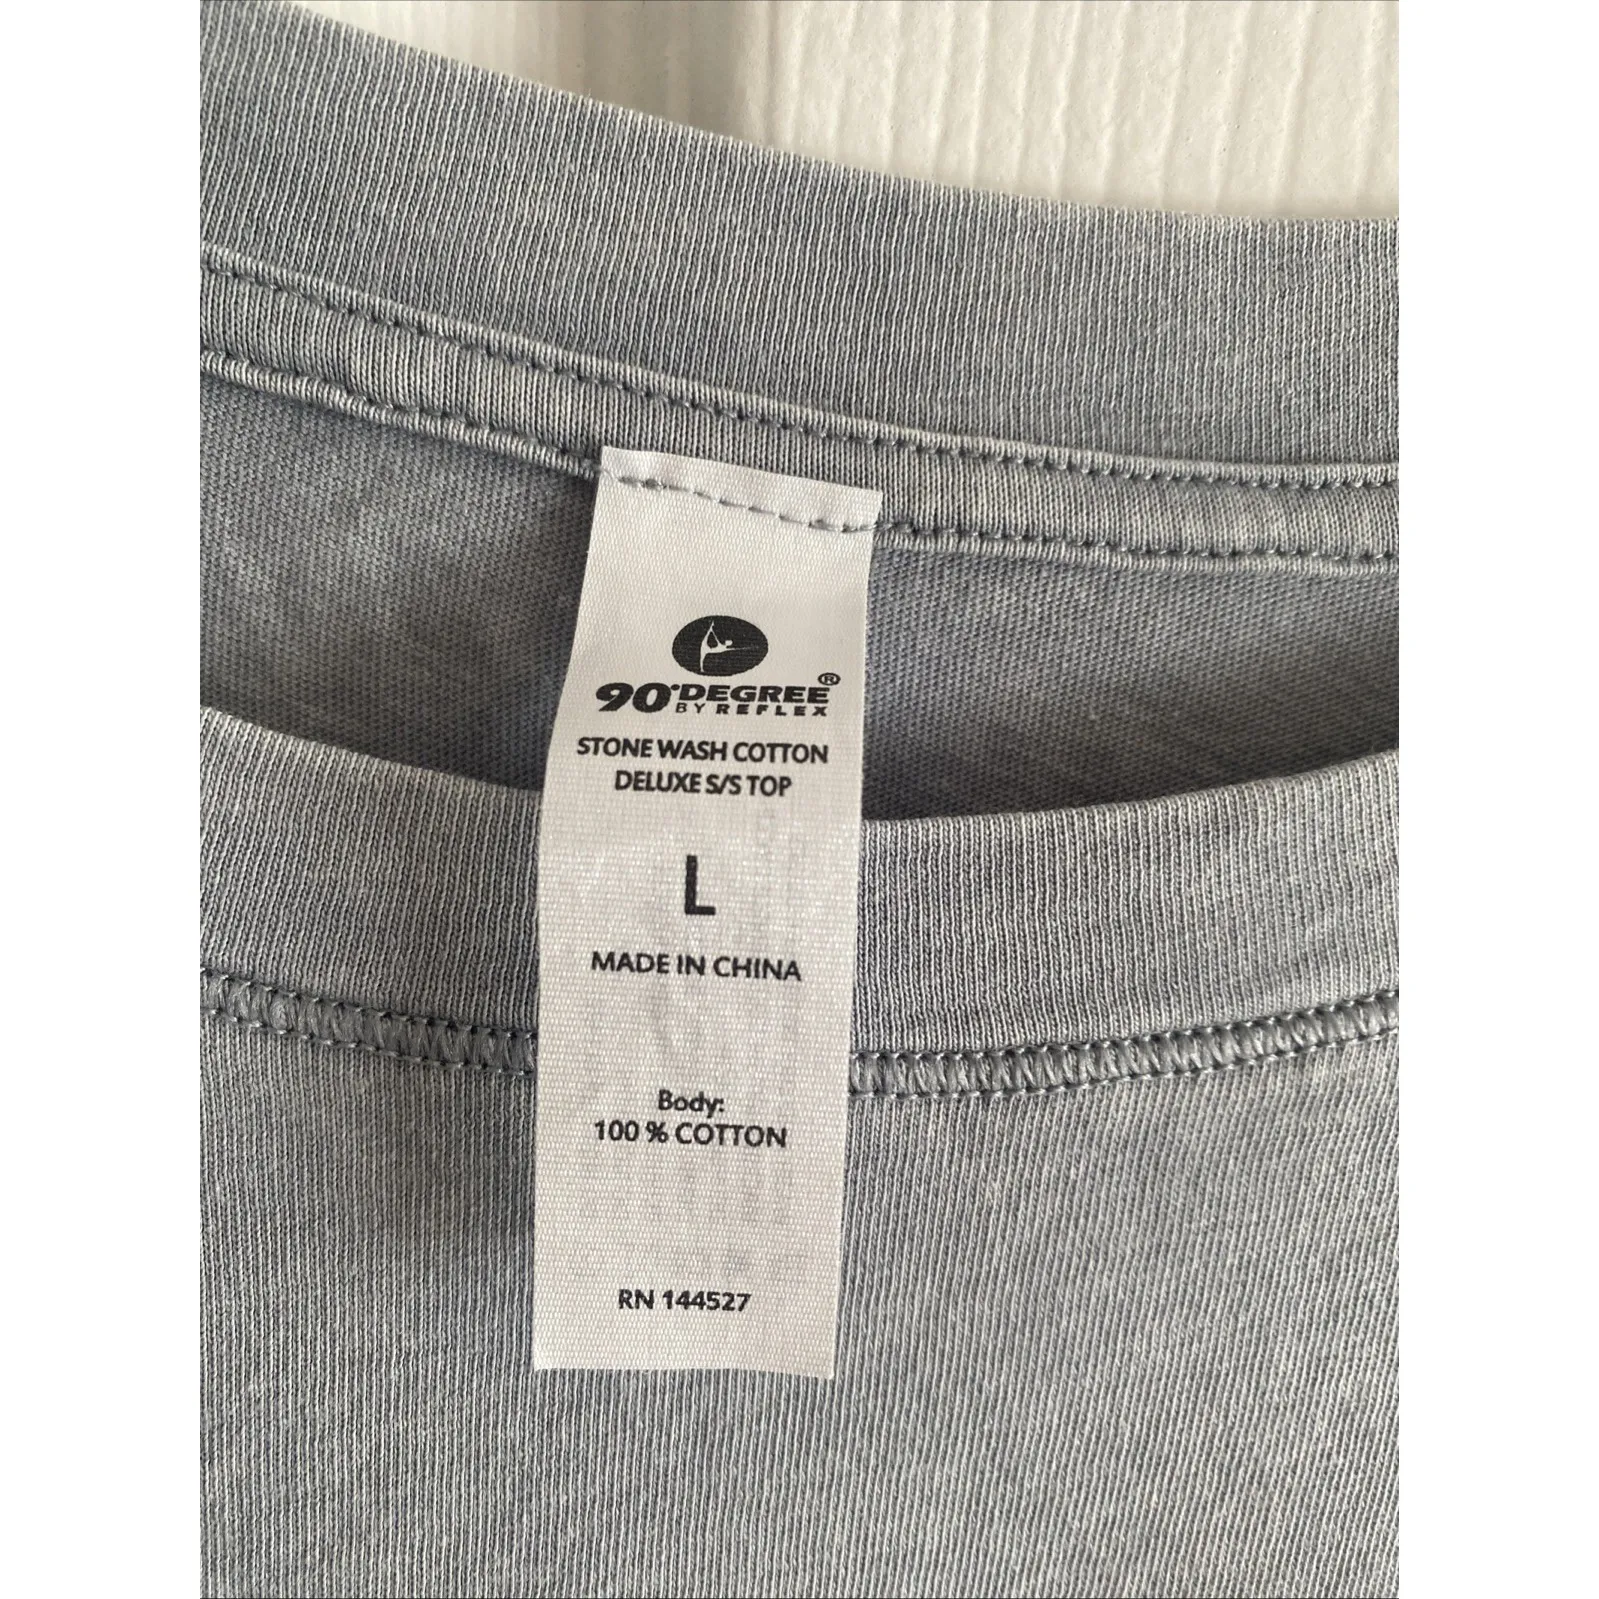 90°DEGREE®
BY REFLEX
STONE WASH COTTON
DELUXE S/S TOP
L
MADE IN CHINA
Body:
100 % COTTON
RN 144527